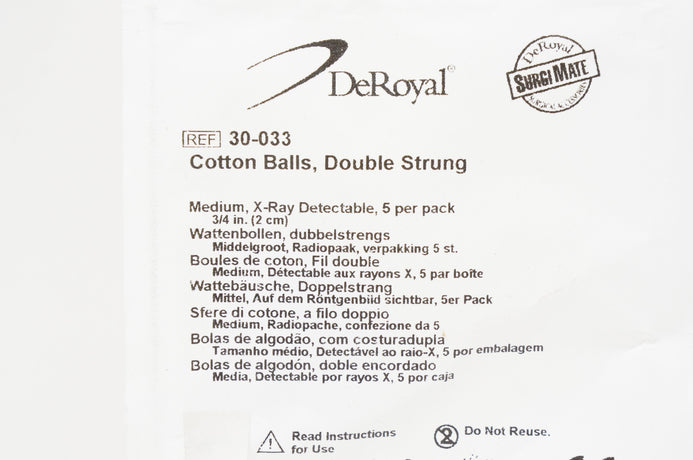 DeRoyal®
DeRoyal
SURGIMATE
REF 30-033
Cotton Balls, Double Strung
Medium, X-Ray Detectable, 5 per pack
3/4 in. (2 cm)
Wattenbollen, dubbelstrengs
Middelgroot, Radiopaak, verpakking 5 st.
Boules de coton, Fil double
Medium, Détectable aux rayons X, 5 par boîte
Wattebäusche, Doppelstrang
Mittel, Auf dem Röntgenbild sichtbar, 5er Pack
Sfere di cotone, a filo doppio
Medium, Radiopache, confezione da 5
Bolas de algodão, com costuradupla
Tamanho médio, Detectável ao raio-X, 5 por embalagem
Bolas de algodón, doble encordado
Media, Detectable por rayos X, 5 por caja
Read Instructions
for Use
2
Do Not Reuse.